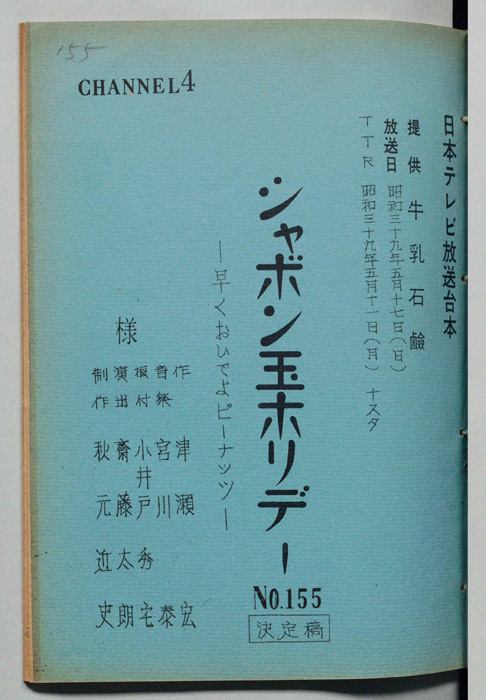 155
CHANNEL4
日本テレビ放送台本
提供 牛乳石鹼
放送日 昭和三十九年五月十七日(日)
TTR 昭和三十九年五月十一日(月) 十スタ
シャボン玉ホリデー
NO.155
決定稿
―早くおいでよピーナッツ―
様
作 津瀬宏
音楽 宮川泰
振付 小井戸秀宅
演出 齋藤太朗
制作 秋元近史